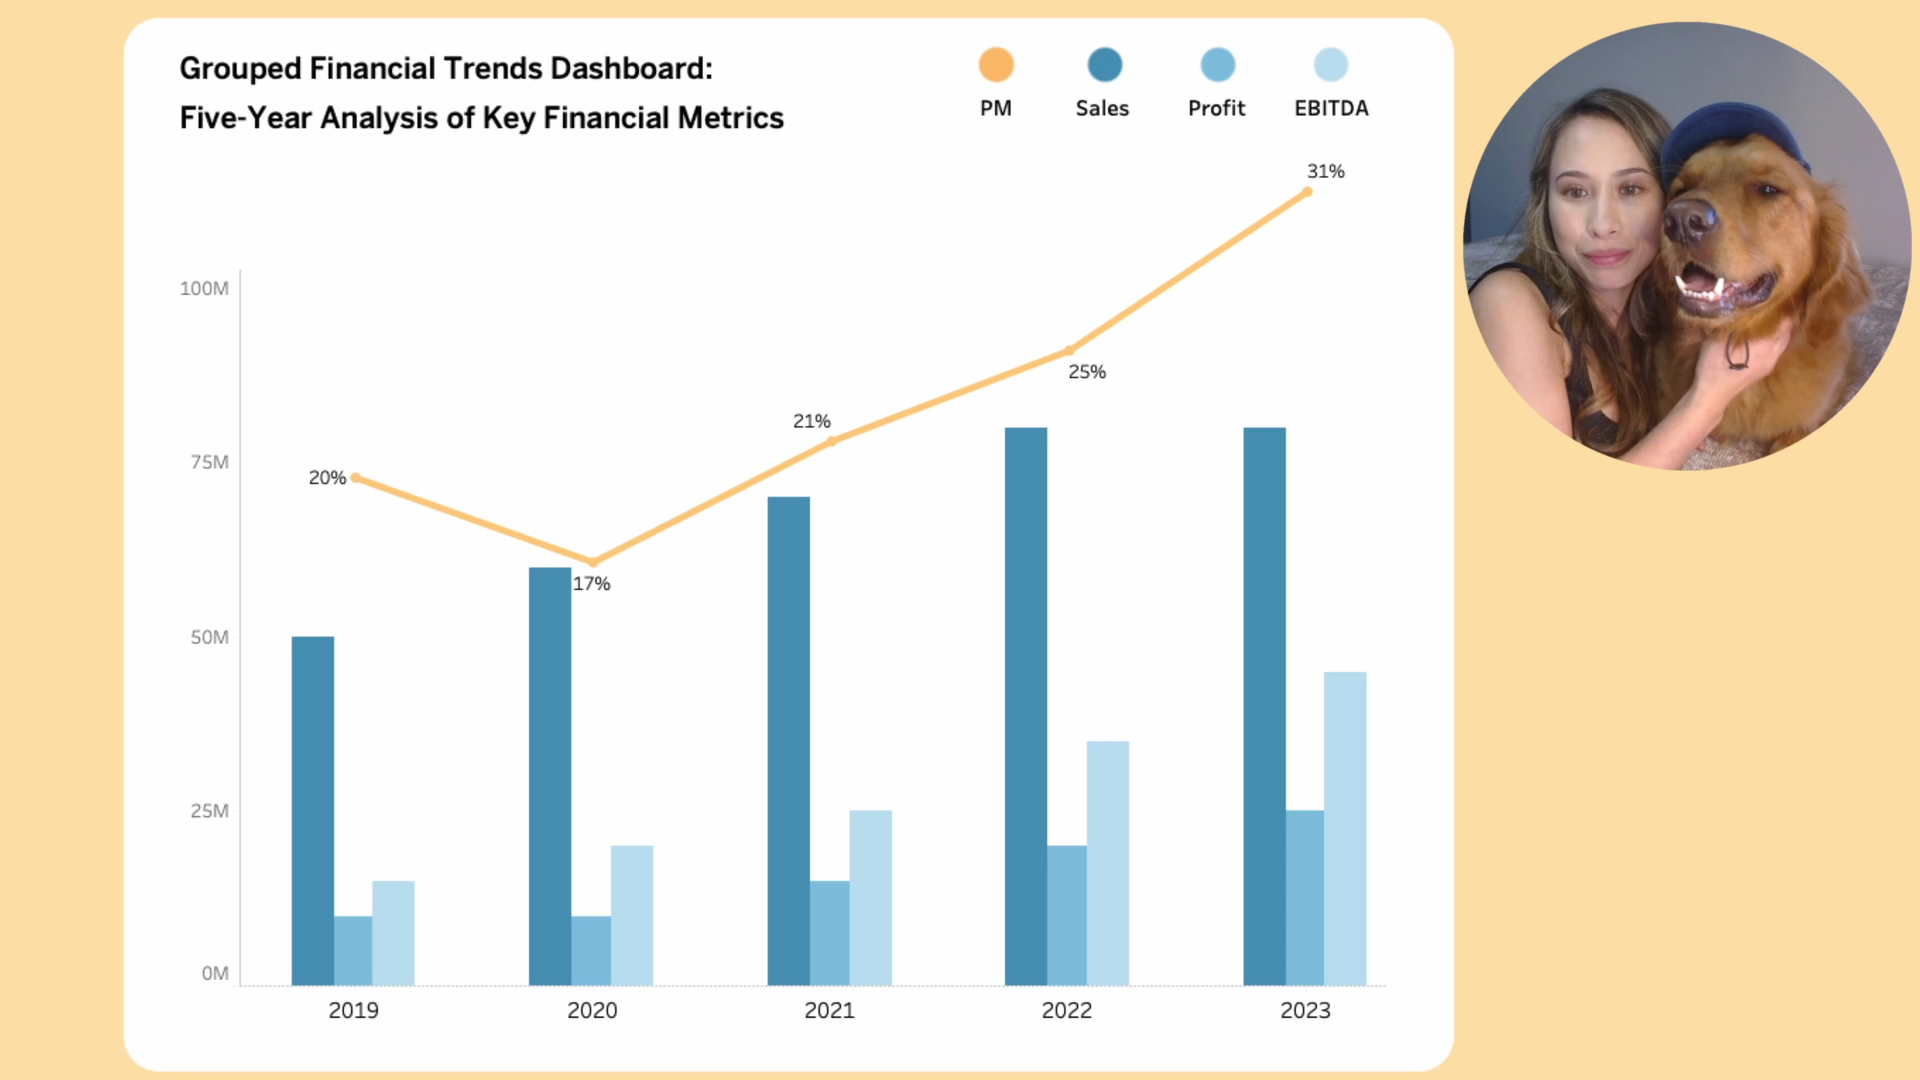 Grouped Financial Trends Dashboard:
Five-Year Analysis of Key Financial Metrics
PM Sales Profit EBITDA
31%
100M
25%
21%
75M
20%
17%
50M
25M
0M
2019 2020 2021 2022 2023